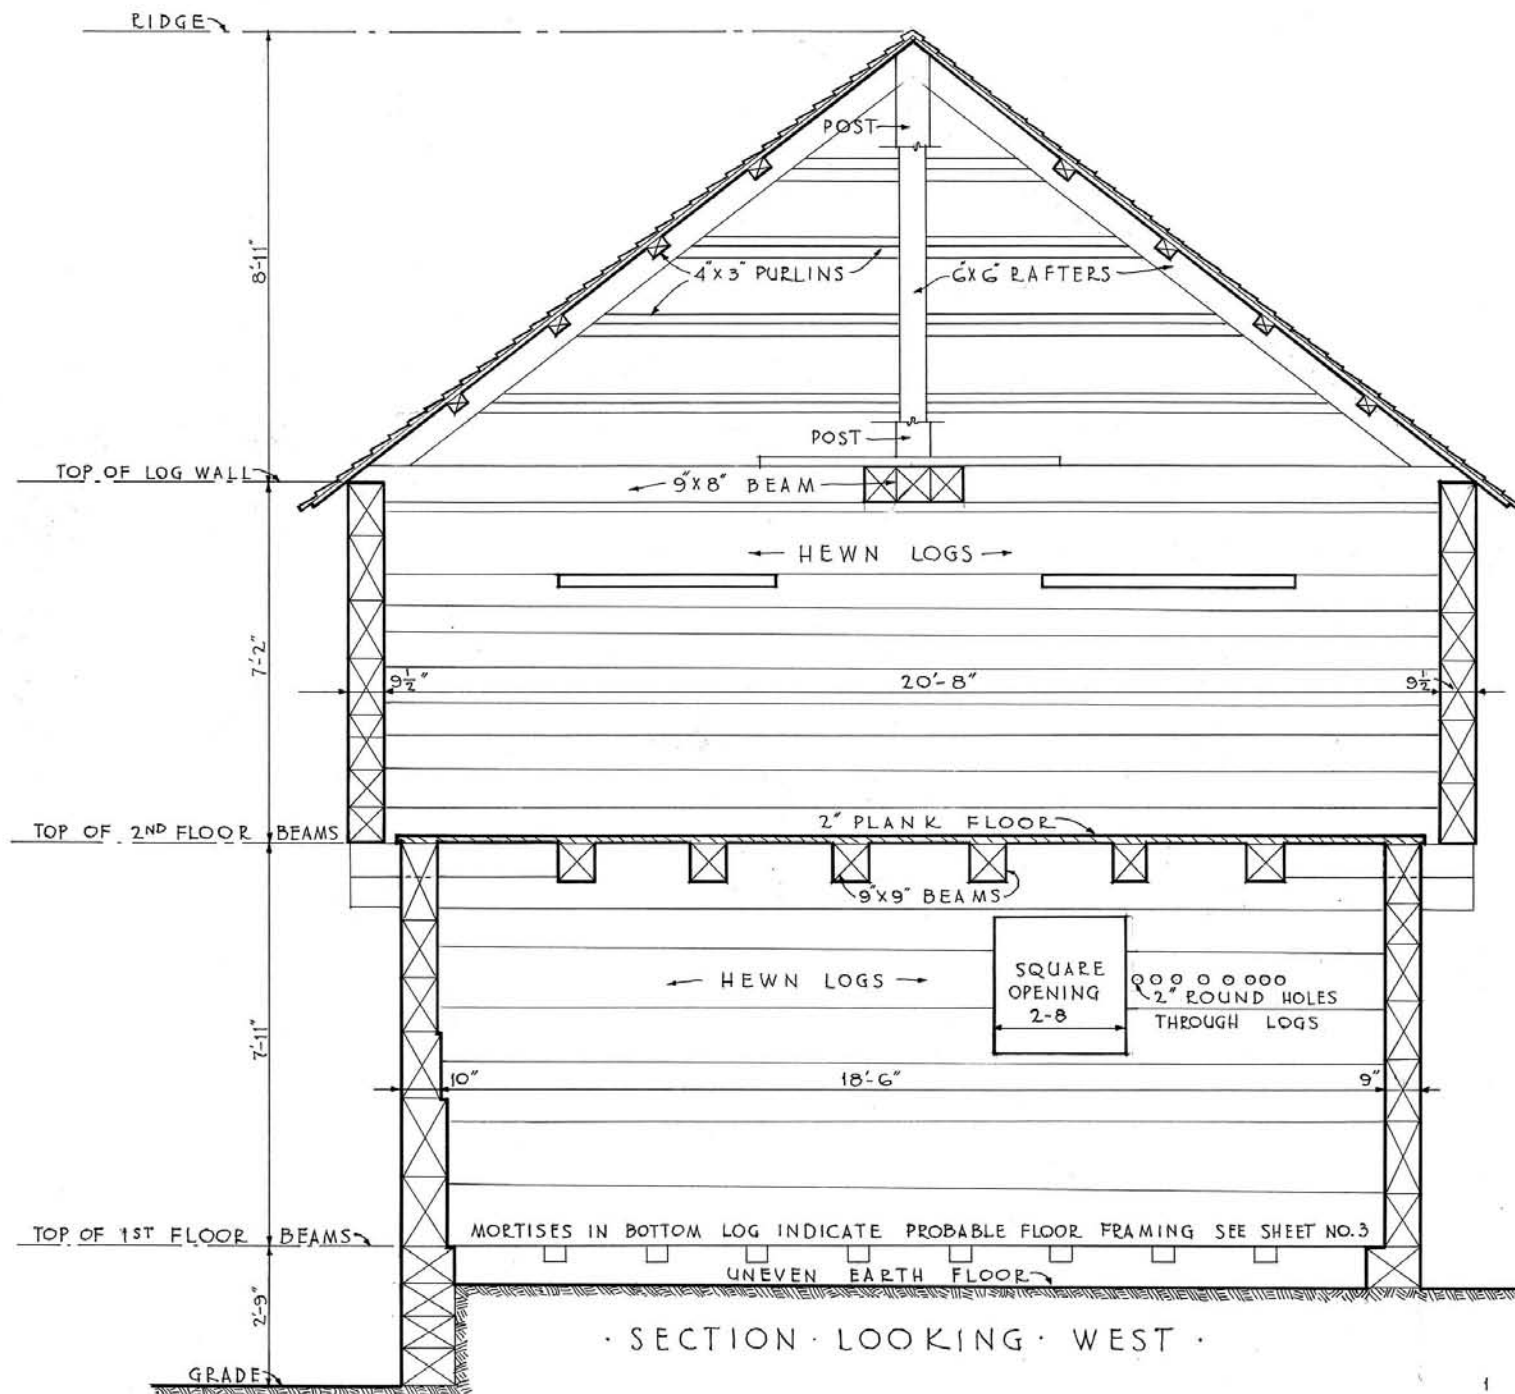 RIDGE
POST
8'-11"
4"X3" PURLINS
6"X6" RAFTERS
POST
TOP OF LOG WALL
9"X8" BEAM
HEWN LOGS
7'-2"
9½"
20'-8"
9½
2" PLANK FLOOR
TOP OF 2ND FLOOR BEAMS
9"X9" BEAMS
HEWN LOGS
SQUARE
OPENING
2-8
2" ROUND HOLES
THROUGH LOGS
7'-11"
10"
18'-6"
9"
TOP OF 1ST FLOOR BEAMS
MORTISES IN BOTTOM LOG INDICATE PROBABLE FLOOR FRAMING SEE SHEET NO.3
UNEVEN EARTH FLOOR
2'-9"
· SECTION · LOOKING · WEST ·
GRADE
1